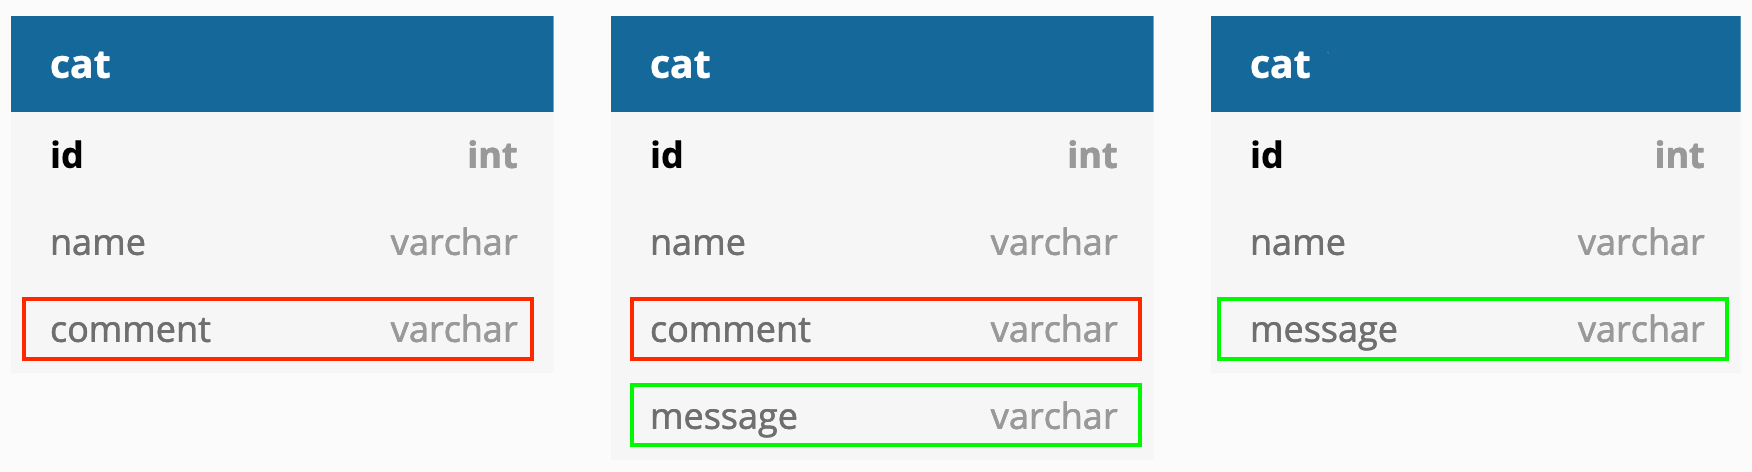 cat
id int
name varchar
comment varchar
cat
id int
name varchar
comment varchar
message varchar
cat
id int
name varchar
message varchar